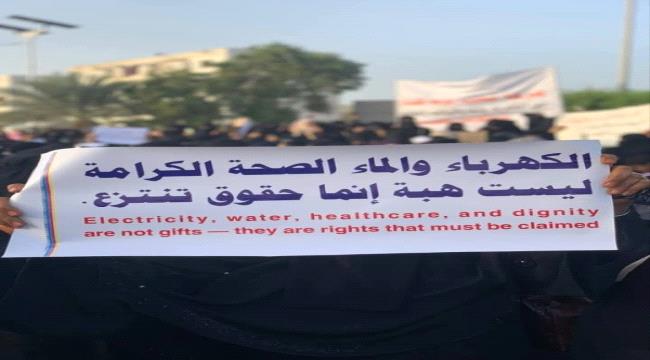 الكهرباء والماء الصحة الكرامة
ليست هبة إنما حقوق تنتزع.
Electricity, water, healthcare, and dignity
are not gifts — they are rights that must be claimed